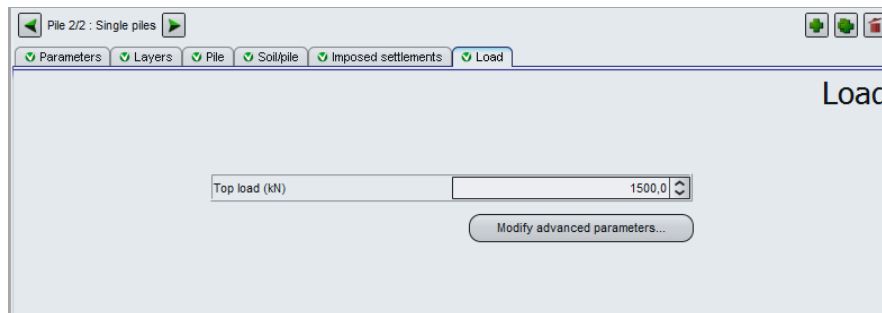 Pile 2/2 : Single piles
Parameters Layers Pile Soil/pile Imposed settlements Load
Load
Top load (kN) 1500,0
Modify advanced parameters...